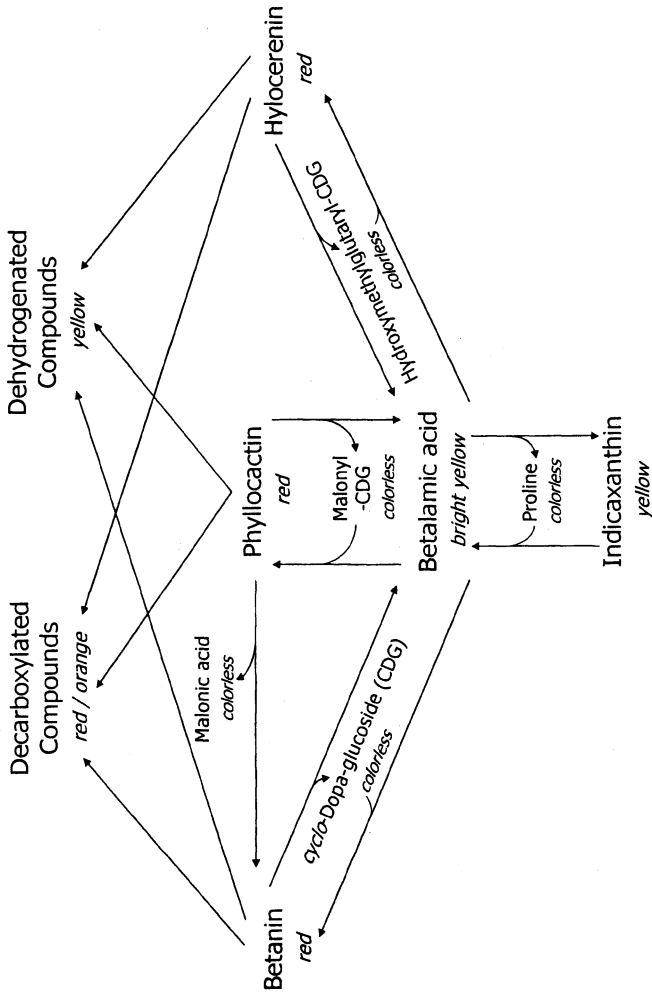 Decarboxylated
Compounds
red / orange
Dehydrogenated
Compounds
yellow
Betanin
red
Malonic acid
colorless
Phyllocactin
red
Hylocerenin
red
Malonyl
-CDG
colorless
cyclo-Dopa-glucoside (CDG)
colorless
Hydroxymethylglutaryl-CDG
colorless
Betalamic acid
bright yellow
Proline
colorless
Indicaxanthin
yellow